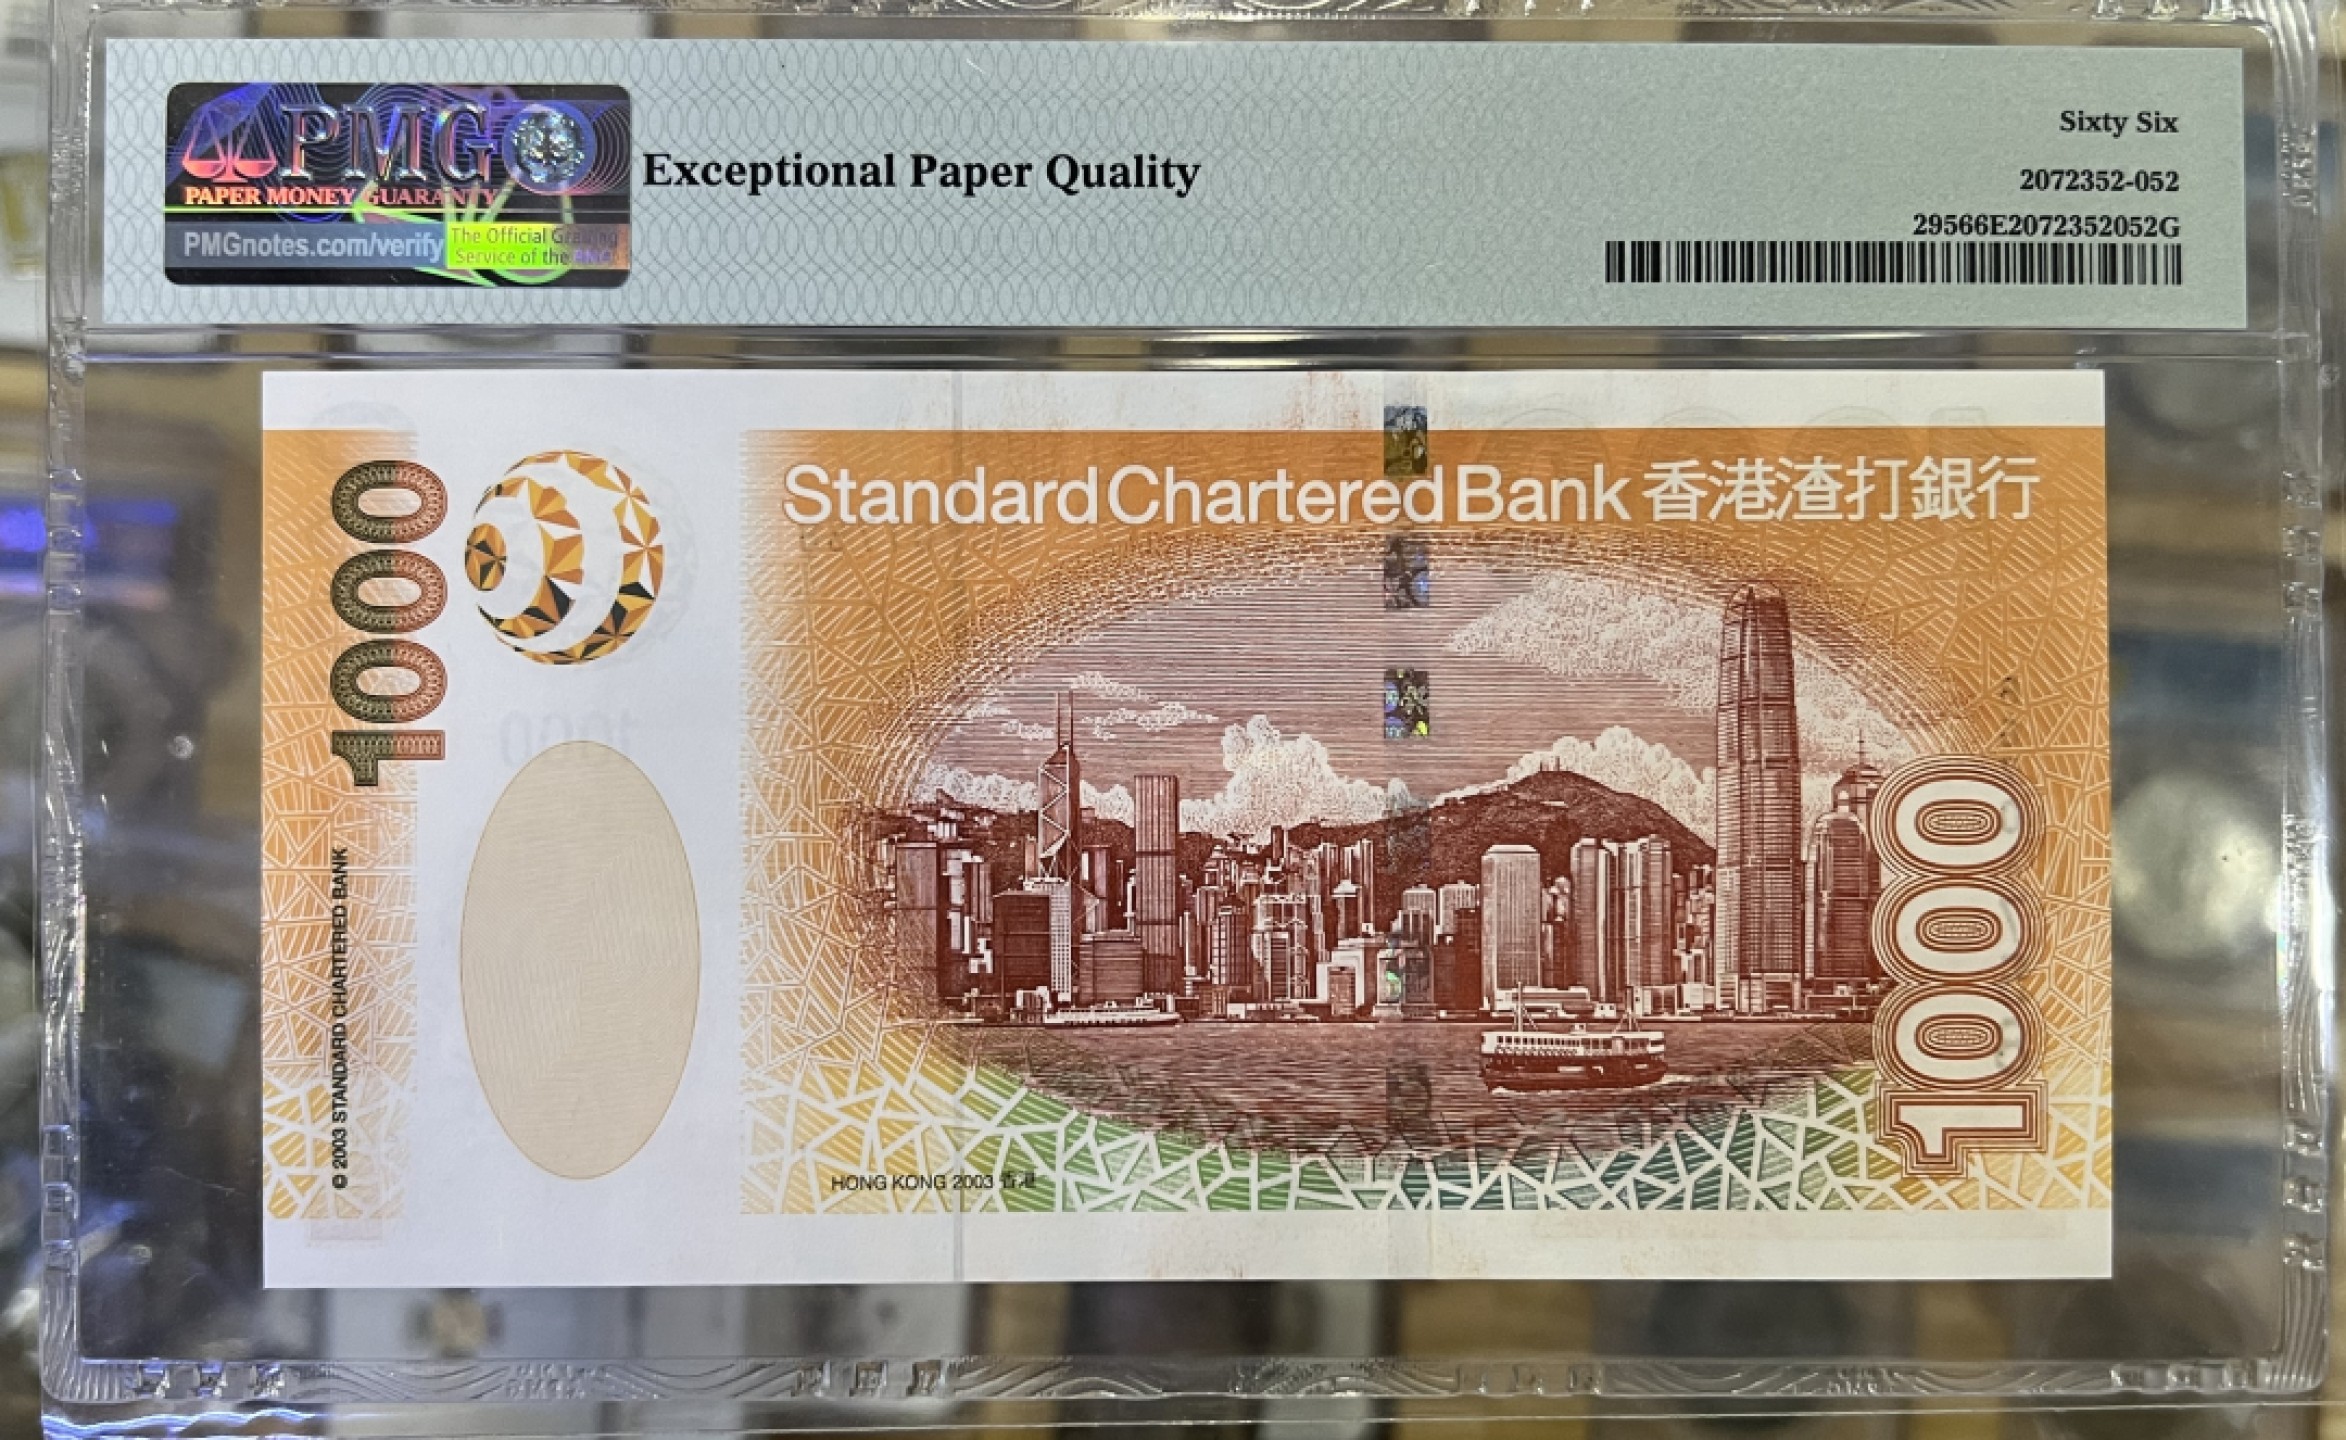 PMG
PAPER MONEY GUARANTY
PMGnotes.com/verify
The Official Grading
Service of the
Exceptional Paper Quality
Sixty Six
2072352-052
29566E2072352052G
1000
Standard Chartered Bank 香港渣打銀行
1000
© 2003 STANDARD CHARTERED BANK
HONG KONG 2003 香港